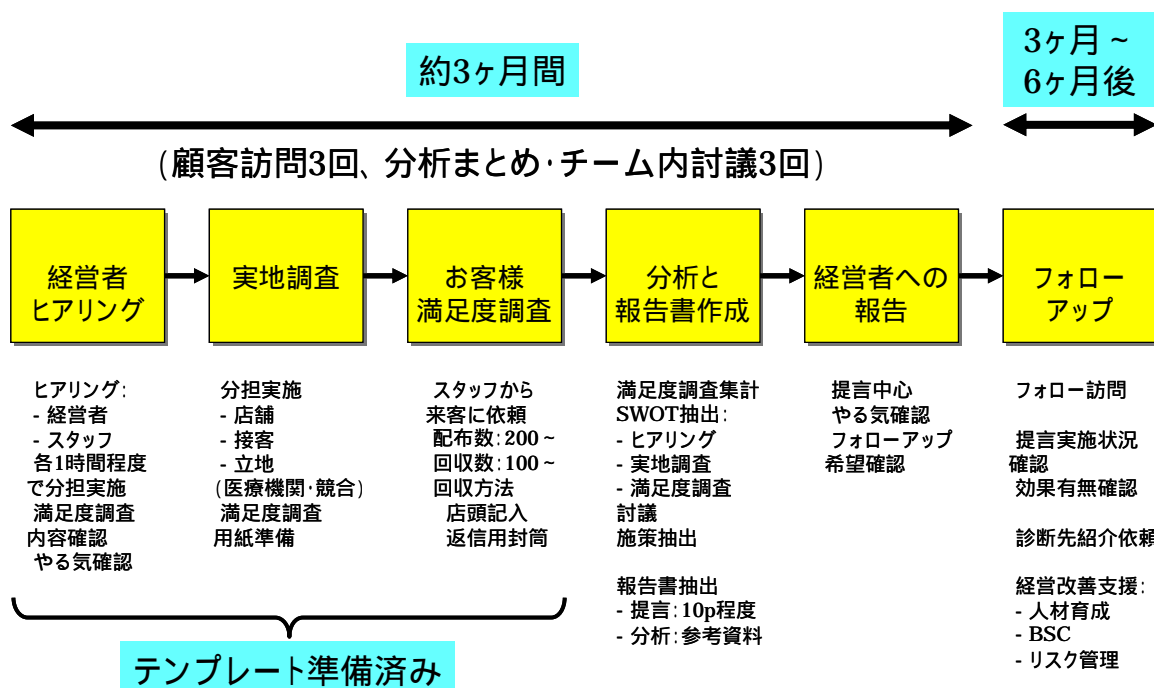 約3ヶ月間
3ヶ月~
6ヶ月後
(顧客訪問3回、分析まとめ・チーム内討議3回)
経営者
ヒアリング
実地調査
お客様
満足度調査
分析と
報告書作成
経営者への
報告
フォロー
アップ
ヒアリング:
- 経営者
- スタッフ
各1時間程度
で分担実施
満足度調査
内容確認
やる気確認
分担実施
- 店舗
- 接客
- 立地
(医療機関・競合)
満足度調査
用紙準備
スタッフから
来客に依頼
配布数:200~
回収数:100~
回収方法
店頭記入
返信用封筒
満足度調査集計
SWOT抽出:
- ヒアリング
- 実地調査
- 満足度調査
討議
施策抽出
報告書抽出
- 提言:10p程度
- 分析:参考資料
提言中心
やる気確認
フォローアップ
希望確認
フォロー訪問
提言実施状況
確認
効果有無確認
診断先紹介依頼
経営改善支援:
- 人材育成
- BSC
- リスク管理
テンプレート準備済み